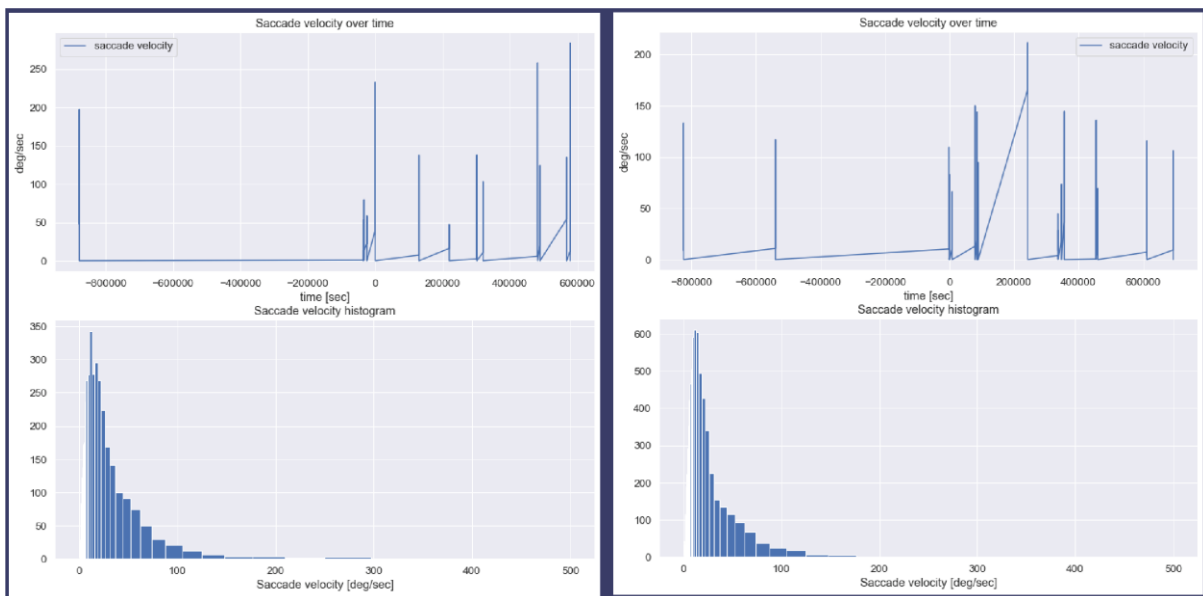 Saccade velocity over time
saccade velocity
deg/sec
250
200
150
100
50
0
−800000 −600000 −400000 −200000 0 200000 400000 600000
time [sec]
Saccade velocity histogram
350
300
250
200
150
100
50
0
0 100 200 300 400 500
Saccade velocity [deg/sec]
Saccade velocity over time
saccade velocity
deg/sec
200
150
100
50
0
−800000 −600000 −400000 −200000 0 200000 400000 600000
time [sec]
Saccade velocity histogram
600
500
400
300
200
100
0
0 100 200 300 400 500
Saccade velocity [deg/sec]